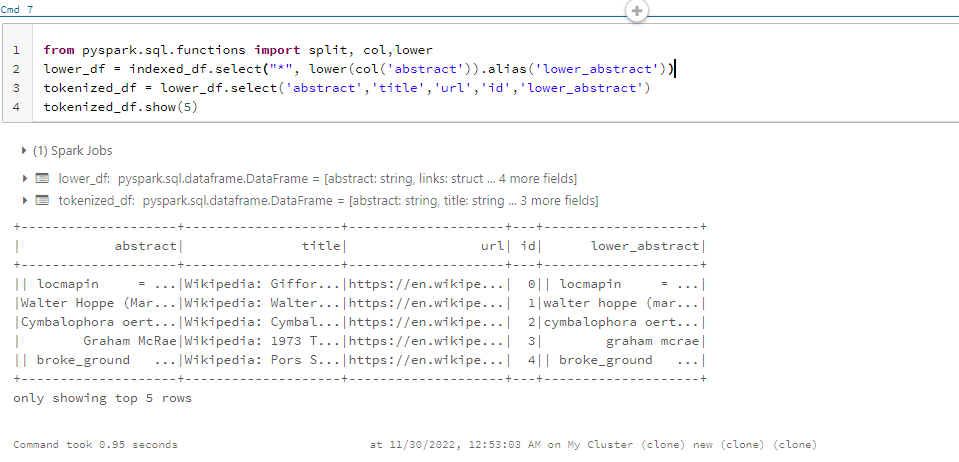 Cmd 7
1 from pyspark.sql.functions import split, col,lower
2 lower_df = indexed_df.select("*", lower(col('abstract')).alias('lower_abstract'))
3 tokenized_df = lower_df.select('abstract','title','url','id','lower_abstract')
4 tokenized_df.show(5)
(1) Spark Jobs
lower_df: pyspark.sql.dataframe.DataFrame = [abstract: string, links: struct ... 4 more fields]
tokenized_df: pyspark.sql.dataframe.DataFrame = [abstract: string, title: string ... 3 more fields]
+--------------------+--------------------+--------------------+---+--------------------+
|            abstract|               title|                 url| id|      lower_abstract|
+--------------------+--------------------+--------------------+---+--------------------+
|| locmapin     = ...|Wikipedia: Giffor...|https://en.wikipe...|  0|| locmapin     = ...|
|Walter Hoppe (Mar...|Wikipedia: Walter...|https://en.wikipe...|  1|walter hoppe (mar...|
|Cymbalophora oert...|Wikipedia: Cymbal...|https://en.wikipe...|  2|cymbalophora oert...|
|        Graham McRae|Wikipedia: 1973 T...|https://en.wikipe...|  3|        graham mcrae|
|| broke_ground   ...|Wikipedia: Pors S...|https://en.wikipe...|  4|| broke_ground   ...|
+--------------------+--------------------+--------------------+---+--------------------+
only showing top 5 rows
Command took 0.95 seconds at 11/30/2022, 12:53:03 AM on My Cluster (clone) new (clone) (clone)